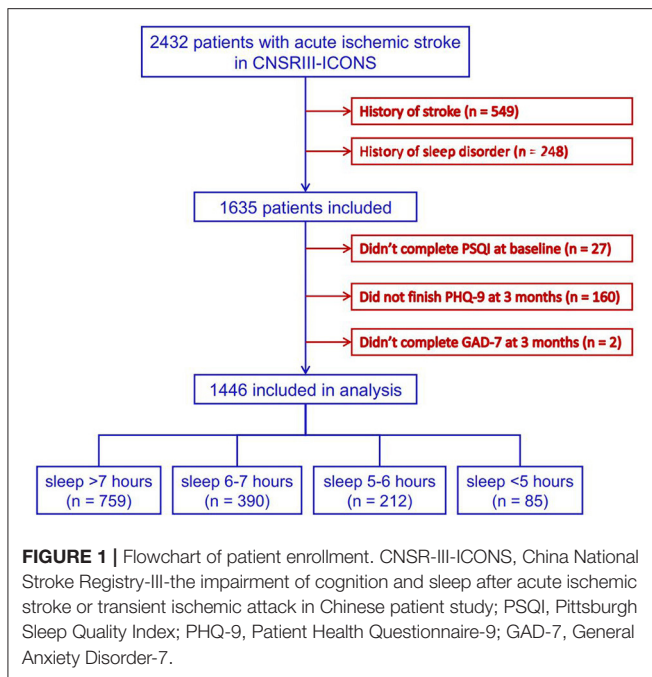 2432 patients with acute ischemic stroke
in CNSRIII-ICONS
History of stroke (n = 549)
History of sleep disorder (n = 248)
1635 patients included
Didn't complete PSQI at baseline (n = 27)
Did not finish PHQ-9 at 3 months (n = 160)
Didn't complete GAD-7 at 3 months (n = 2)
1446 included in analysis
sleep >7 hours
(n = 759)
sleep 6-7 hours
(n = 390)
sleep 5-6 hours
(n = 212)
sleep <5 hours
(n = 85)
FIGURE 1 | Flowchart of patient enrollment. CNSR-III-ICONS, China National
Stroke Registry-III-the impairment of cognition and sleep after acute ischemic
stroke or transient ischemic attack in Chinese patient study; PSQI, Pittsburgh
Sleep Quality Index; PHQ-9, Patient Health Questionnaire-9; GAD-7, General
Anxiety Disorder-7.